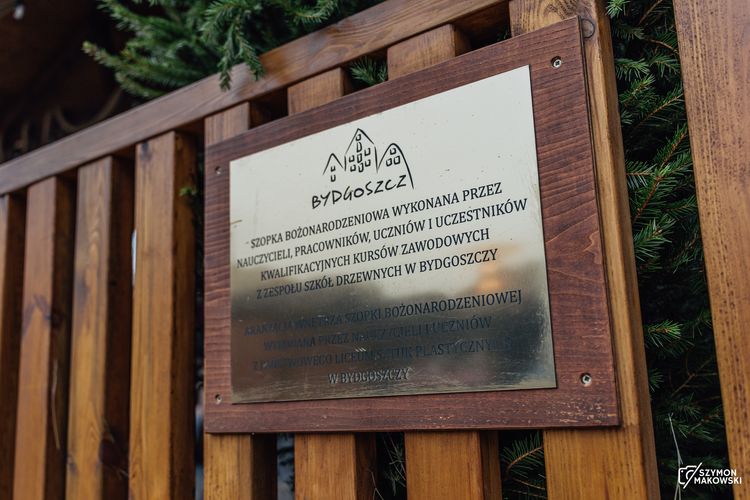 BYDGOSZCZ
SZOPKA BOŻONARODZENIOWA WYKONANA PRZEZ
NAUCZYCIELI, PRACOWNIKÓW, UCZNIÓW I UCZESTNIKÓW
KWALIFIKACYJNYCH KURSÓW ZAWODOWYCH
Z ZESPOŁU SZKÓŁ DRZEWNYCH W BYDGOSZCZY
ARANŻACJA WNĘTRZA SZOPKI BOŻONARODZENIOWEJ
WYKONANA PRZEZ NAUCZYCIELI I UCZNIÓW
Z PAŃSTWOWEGO LICEUM SZTUK PLASTYCZNYCH
W BYDGOSZCZY
SZYMON
MAKOWSKI